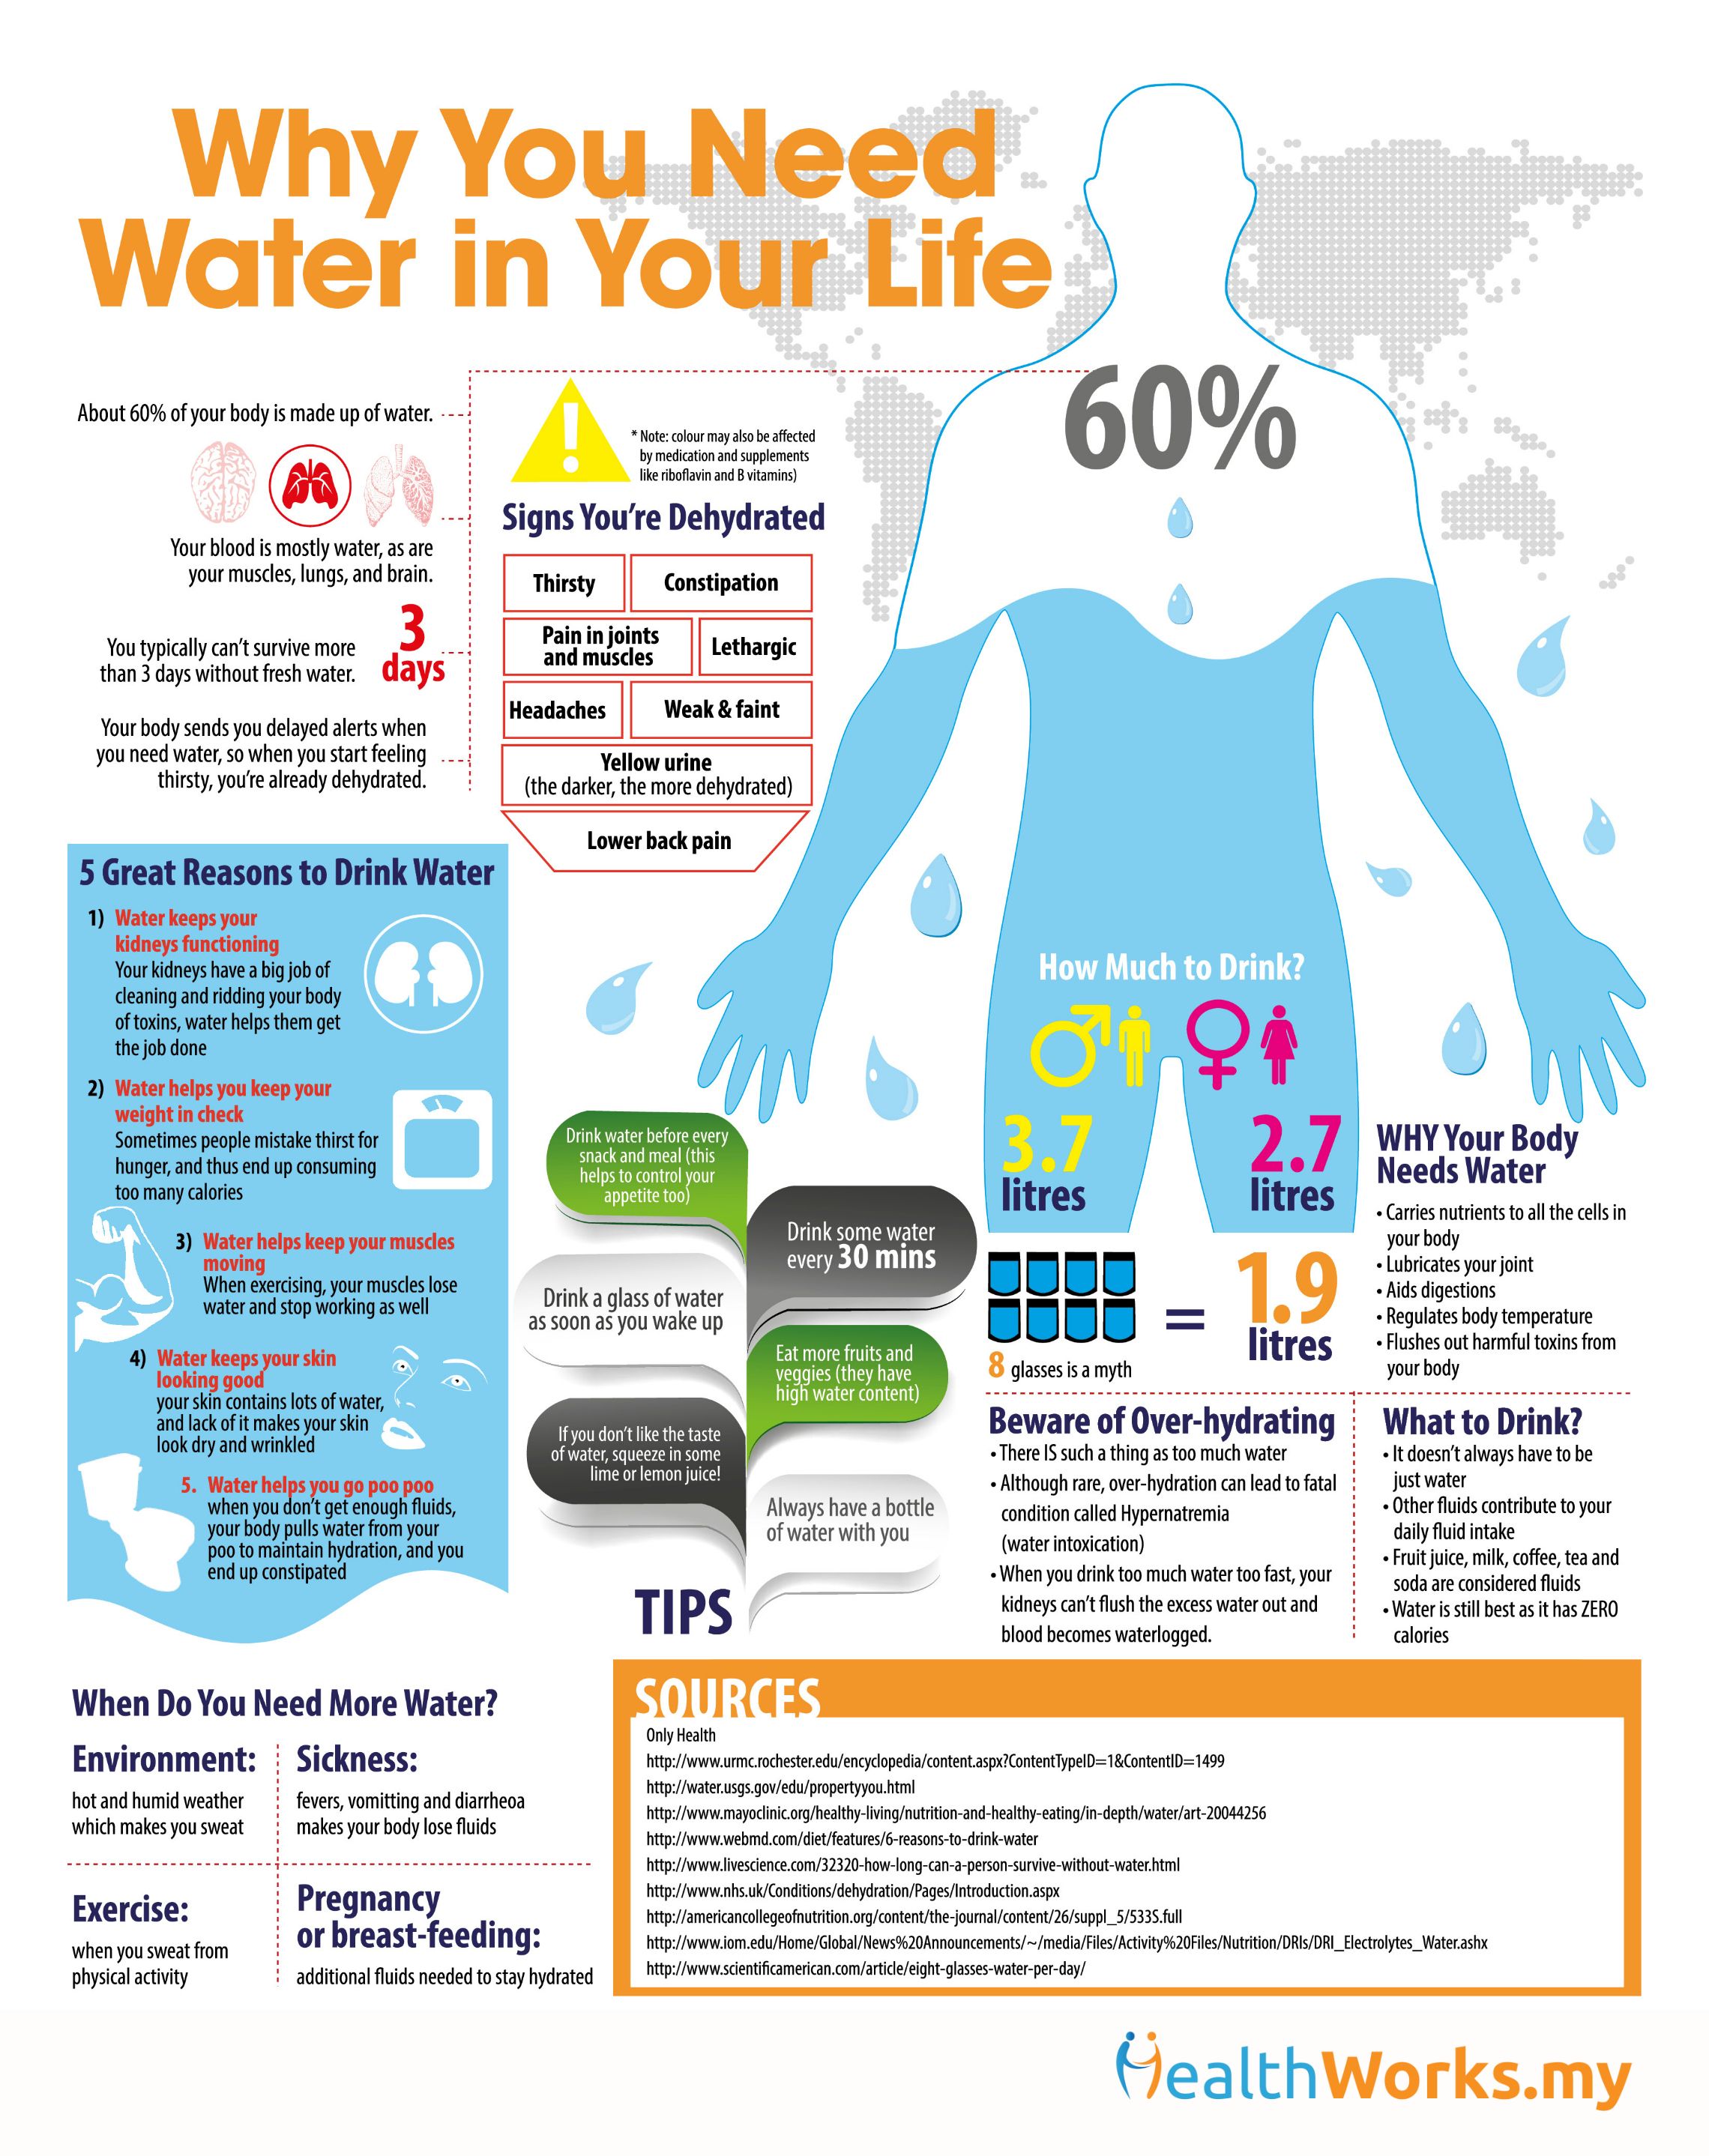 Why You Need
Water in Your Life
60%
About 60% of your body is made up of water.
Your blood is mostly water, as are
your muscles, lungs, and brain.
You typically can't survive more
than 3 days without fresh water.
3
days
Your body sends you delayed alerts when
you need water, so when you start feeling
thirsty, you're already dehydrated.
* Note: colour may also be affected
by medication and supplements
like riboflavin and B vitamins)
Signs You're Dehydrated
Thirsty
Constipation
Pain in joints
and muscles
Lethargic
Headaches
Weak & faint
Yellow urine
(the darker, the more dehydrated)
Lower back pain
5 Great Reasons to Drink Water
1) Water keeps your
kidneys functioning
Your kidneys have a big job of
cleaning and ridding your body
of toxins, water helps them get
the job done
2) Water helps you keep your
weight in check
Sometimes people mistake thirst for
hunger, and thus end up consuming
too many calories
3) Water helps keep your muscles
moving
When exercising, your muscles lose
water and stop working as well
4) Water keeps your skin
looking good
your skin contains lots of water,
and lack of it makes your skin
look dry and wrinkled
5. Water helps you go poo poo
when you don't get enough fluids,
your body pulls water from your
poo to maintain hydration, and you
end up constipated
Drink water before every
snack and meal (this
helps to control your
appetite too)
Drink some water
every 30 mins
Drink a glass of water
as soon as you wake up
Eat more fruits and
veggies (they have
high water content)
If you don't like the taste
of water, squeeze in some
lime or lemon juice!
Always have a bottle
of water with you
TIPS
How Much to Drink?
3.7
litres
2.7
litres
8 glasses is a myth
=
1.9
litres
WHY Your Body
Needs Water
• Carries nutrients to all the cells in
your body
• Lubricates your joint
• Aids digestions
• Regulates body temperature
• Flushes out harmful toxins from
your body
Beware of Over-hydrating
• There IS such a thing as too much water
• Although rare, over-hydration can lead to fatal
condition called Hypernatremia
(water intoxication)
• When you drink too much water too fast, your
kidneys can't flush the excess water out and
blood becomes waterlogged.
What to Drink?
• It doesn't always have to be
just water
• Other fluids contribute to your
daily fluid intake
• Fruit juice, milk, coffee, tea and
soda are considered fluids
• Water is still best as it has ZERO
calories
When Do You Need More Water?
Environment:
hot and humid weather
which makes you sweat
Sickness:
fevers, vomitting and diarrheoa
makes your body lose fluids
Exercise:
when you sweat from
physical activity
Pregnancy
or breast-feeding:
additional fluids needed to stay hydrated
SOURCES
Only Health
http://www.urmc.rochester.edu/encyclopedia/content.aspx?ContentTypeID=1&ContentID=1499
http://water.usgs.gov/edu/propertyyou.html
http://www.mayoclinic.org/healthy-living/nutrition-and-healthy-eating/in-depth/water/art-20044256
http://www.webmd.com/diet/features/6-reasons-to-drink-water
http://www.livescience.com/32320-how-long-can-a-person-survive-without-water.html
http://www.nhs.uk/Conditions/dehydration/Pages/Introduction.aspx
http://americancollegeofnutrition.org/content/the-journal/content/26/suppl_5/533S.full
http://www.iom.edu/Home/Global/News%20Announcements/~/media/Files/Activity%20Files/Nutrition/DRIs/DRI_Electrolytes_Water.ashx
http://www.scientificamerican.com/article/eight-glasses-water-per-day/
HealthWorks.my